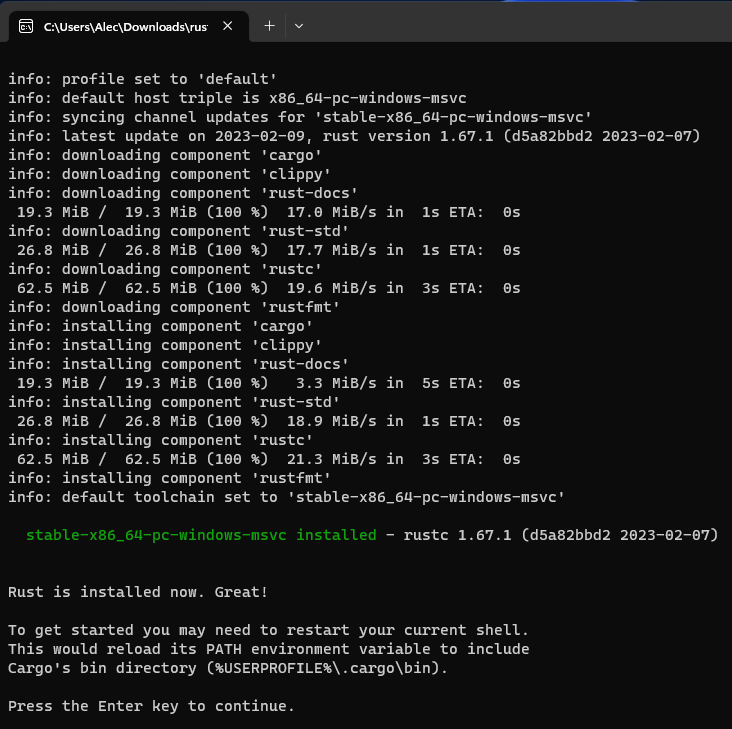 C:\Users\Alec\Downloads\rus
info: profile set to 'default'
info: default host triple is x86_64-pc-windows-msvc
info: syncing channel updates for 'stable-x86_64-pc-windows-msvc'
info: latest update on 2023-02-09, rust version 1.67.1 (d5a82bbd2 2023-02-07)
info: downloading component 'cargo'
info: downloading component 'clippy'
info: downloading component 'rust-docs'
 19.3 MiB /  19.3 MiB (100 %)  17.0 MiB/s in  1s ETA:  0s
info: downloading component 'rust-std'
 26.8 MiB /  26.8 MiB (100 %)  17.7 MiB/s in  1s ETA:  0s
info: downloading component 'rustc'
 62.5 MiB /  62.5 MiB (100 %)  19.6 MiB/s in  3s ETA:  0s
info: downloading component 'rustfmt'
info: installing component 'cargo'
info: installing component 'clippy'
info: installing component 'rust-docs'
 19.3 MiB /  19.3 MiB (100 %)   3.3 MiB/s in  5s ETA:  0s
info: installing component 'rust-std'
 26.8 MiB /  26.8 MiB (100 %)  18.9 MiB/s in  1s ETA:  0s
info: installing component 'rustc'
 62.5 MiB /  62.5 MiB (100 %)  21.3 MiB/s in  3s ETA:  0s
info: installing component 'rustfmt'
info: default toolchain set to 'stable-x86_64-pc-windows-msvc'
  stable-x86_64-pc-windows-msvc installed - rustc 1.67.1 (d5a82bbd2 2023-02-07)
Rust is installed now. Great!
To get started you may need to restart your current shell.
This would reload its PATH environment variable to include
Cargo's bin directory (%USERPROFILE%\.cargo\bin).
Press the Enter key to continue.